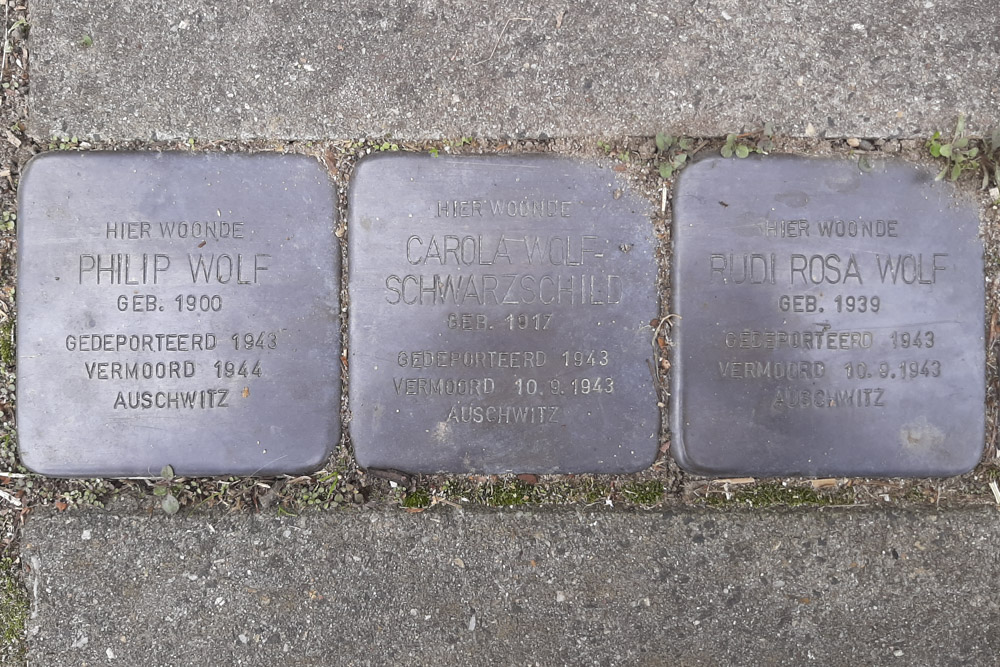 HIER WOONDE
PHILIP WOLF
GEB. 1900
GEDEPORTEERD 1943
VERMOORD 1944
AUSCHWITZ
HIER WOONDE
CAROLA WOLF-
SCHWARZSCHILD
GEB. 1917
GEDEPORTEERD 1943
VERMOORD 10.9.1943
AUSCHWITZ
HIER WOONDE
RUDI ROSA WOLF
GEB. 1939
GEDEPORTEERD 1943
VERMOORD 10.9.1943
AUSCHWITZ